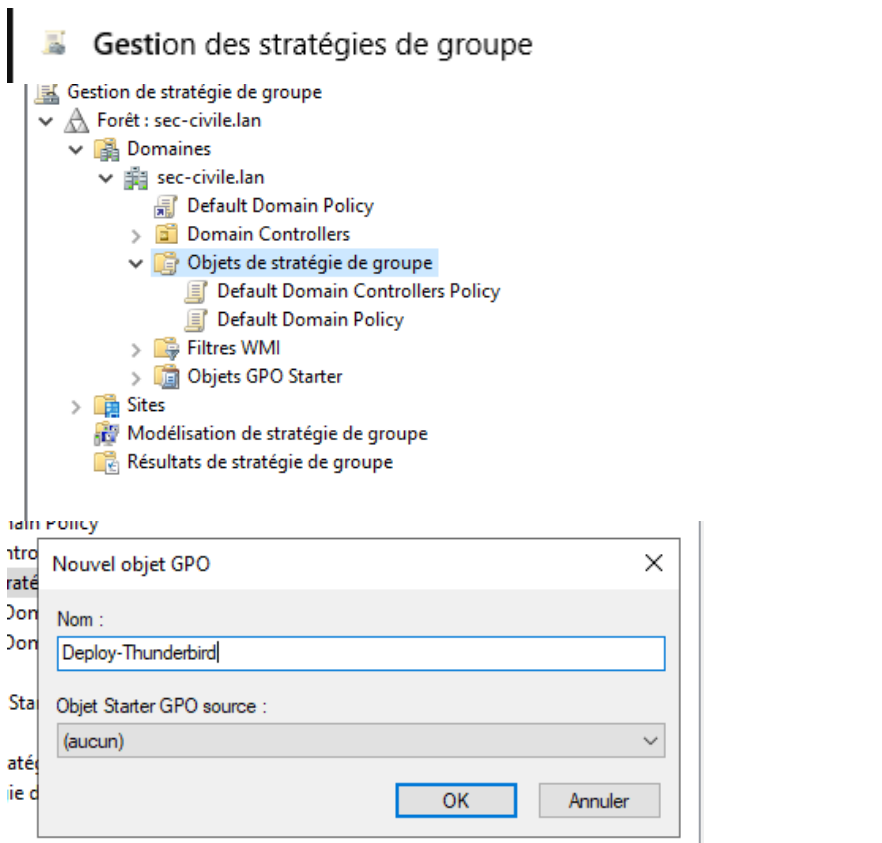 Gestion des stratégies de groupe
Gestion de stratégie de groupe
Forêt : sec-civile.lan
Domaines
sec-civile.lan
Default Domain Policy
Domain Controllers
Objets de stratégie de groupe
Default Domain Controllers Policy
Default Domain Policy
Filtres WMI
Objets GPO Starter
Sites
Modélisation de stratégie de groupe
Résultats de stratégie de groupe
Policy
Nouvel objet GPO
Nom :
Deploy-Thunderbird
Objet Starter GPO source :
(aucun)
OK Annuler